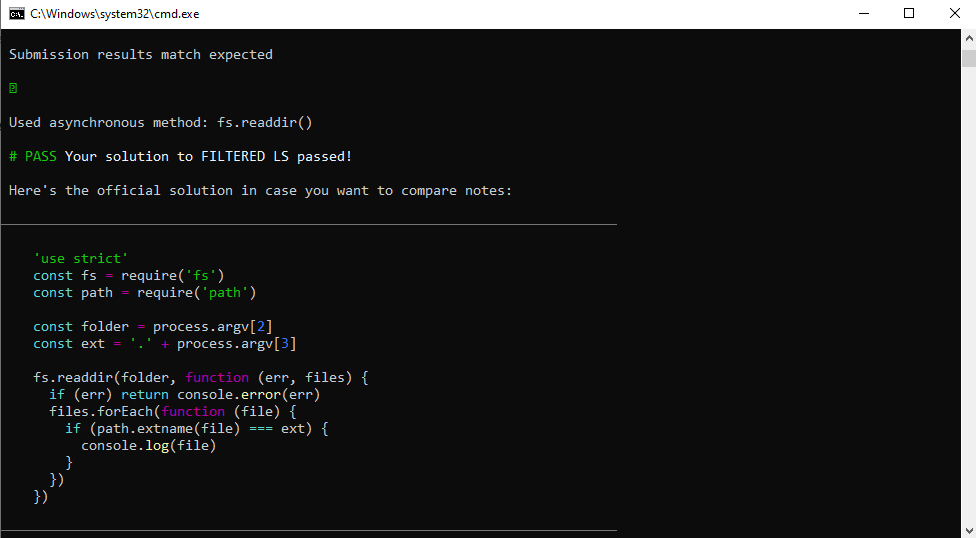 C:\Windows\system32\cmd.exe
Submission results match expected
Used asynchronous method: fs.readdir()
# PASS Your solution to FILTERED LS passed!
Here's the official solution in case you want to compare notes:
'use strict'
const fs = require('fs')
const path = require('path')
const folder = process.argv[2]
const ext = '.' + process.argv[3]
fs.readdir(folder, function (err, files) {
if (err) return console.error(err)
files.forEach(function (file) {
if (path.extname(file) === ext) {
console.log(file)
}
})
})